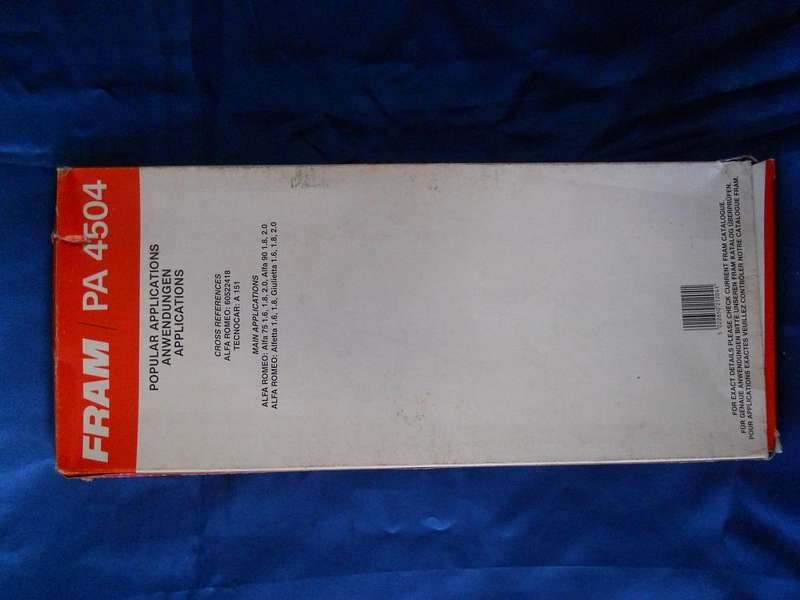 FRAM / PA 4504
POPULAR APPLICATIONS
ANWENDUNGEN
APPLICATIONS
CROSS REFERENCES
ALFA ROMEO: 60522418
TECNOCAR: A 151
MAIN APPLICATIONS
ALFA ROMEO: Alfa 75 1.6, 1.8, 2.0, Alfa 90 1.8, 2.0
ALFA ROMEO: Alfetta 1.6, 1.8, Giulietta 1.6, 1.8, 2.0
FOR EXACT DETAILS PLEASE CHECK CURRENT FRAM CATALOGUE.
FÜR GENAUE ANWENDUNGEN BITTE UNSEREN FRAM KATALOG ÜBERPRÜFEN.
POUR APPLICATIONS EXACTES VEUILLEZ CONTRÔLER NOTRE CATALOGUE FRAM.